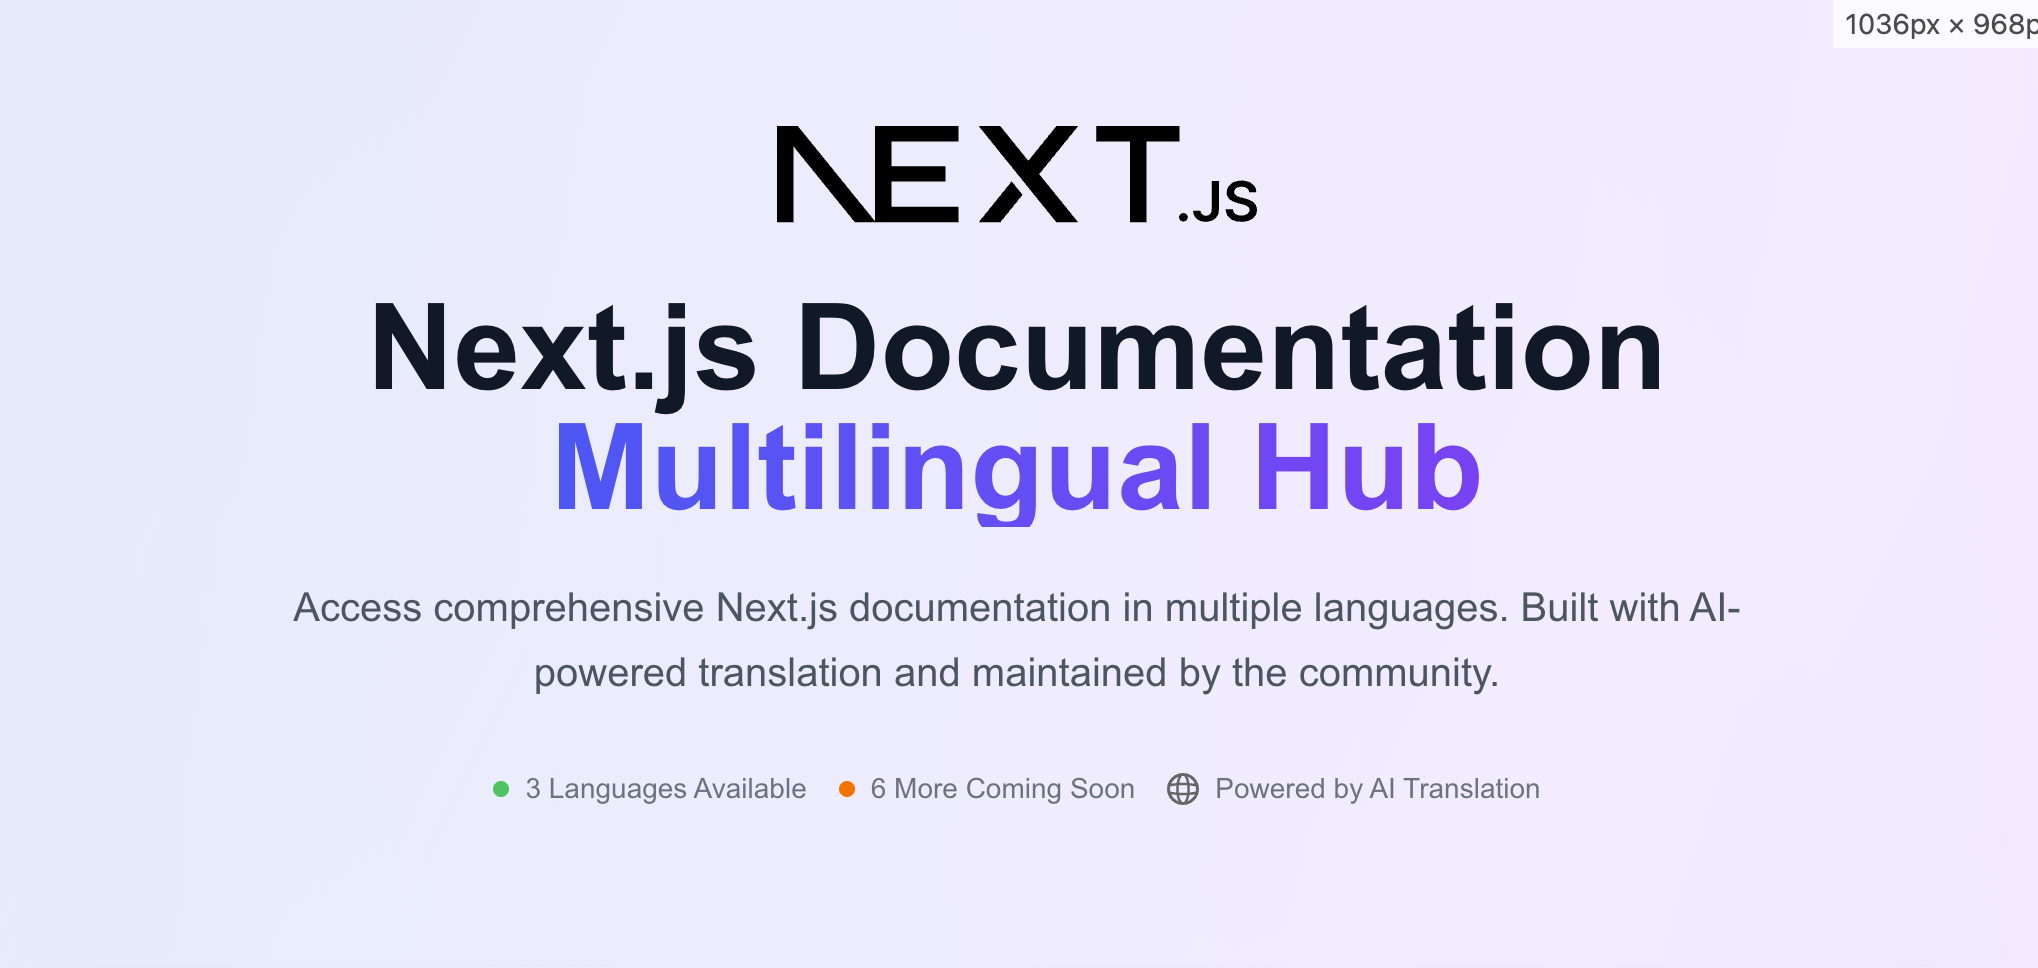 1036px × 968p
NEXT.JS
Next.js Documentation
Multilingual Hub
Access comprehensive Next.js documentation in multiple languages. Built with AI-
powered translation and maintained by the community.
3 Languages Available
6 More Coming Soon
Powered by AI Translation